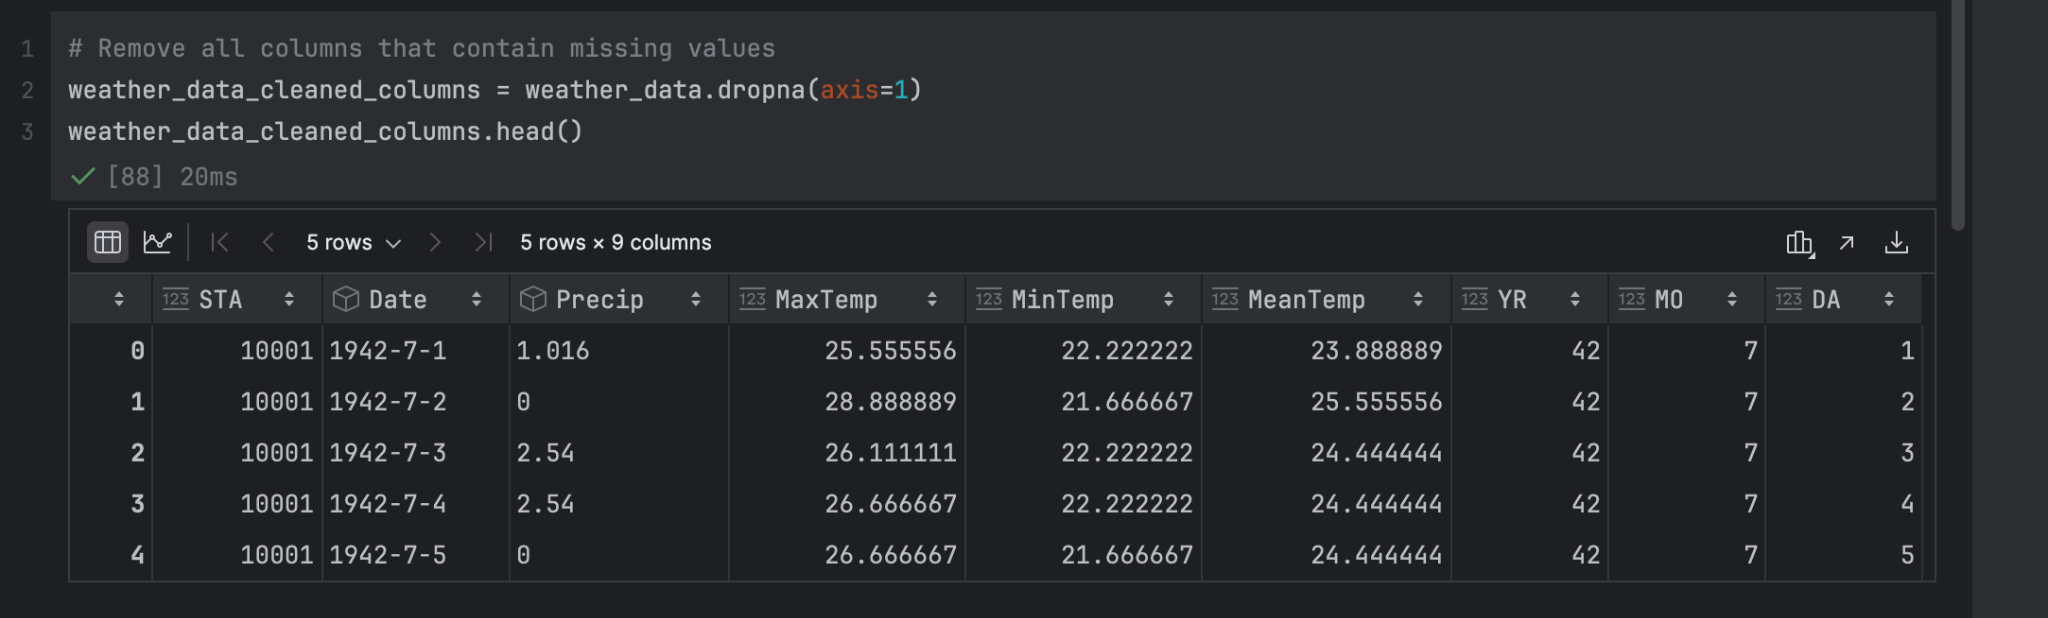 1 # Remove all columns that contain missing values
2 weather_data_cleaned_columns = weather_data.dropna(axis=1)
3 weather_data_cleaned_columns.head()
[88] 20ms
5 rows 5 rows × 9 columns
123 STA Date Precip 123 MaxTemp 123 MinTemp 123 MeanTemp 123 YR 123 MO 123 DA
0 10001 1942-7-1 1.016 25.555556 22.222222 23.888889 42 7 1
1 10001 1942-7-2 0 28.888889 21.666667 25.555556 42 7 2
2 10001 1942-7-3 2.54 26.111111 22.222222 24.444444 42 7 3
3 10001 1942-7-4 2.54 26.666667 22.222222 24.444444 42 7 4
4 10001 1942-7-5 0 26.666667 21.666667 24.444444 42 7 5